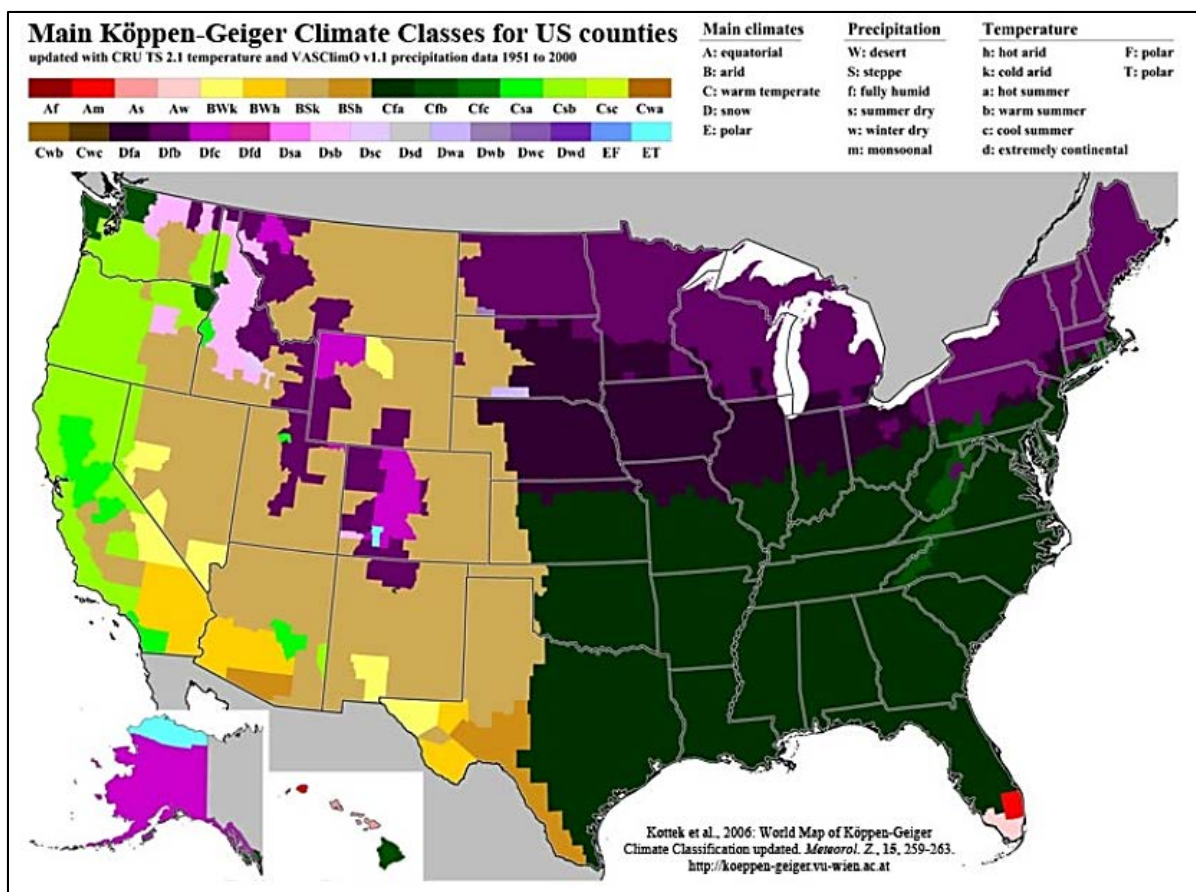 Main Köppen-Geiger Climate Classes for US counties
updated with CRU TS 2.1 temperature and VASClimO v1.1 precipitation data 1951 to 2000
Af Am As Aw BWk BWh BSk BSh Cfa Cfb Cfc Csa Csb Csc Cwa
Cwb Cwc Dfa Dfb Dfc Dfd Dsa Dsb Dsc Dsd Dwa Dwb Dwc Dwd EF ET
Main climates
A: equatorial
B: arid
C: warm temperate
D: snow
E: polar
Precipitation
W: desert
S: steppe
f: fully humid
s: summer dry
w: winter dry
m: monsoonal
Temperature
h: hot arid
k: cold arid
a: hot summer
b: warm summer
c: cool summer
d: extremely continental
F: polar
T: polar
Kottek et al., 2006: World Map of Köppen-Geiger
Climate Classification updated. Meteorol. Z., 15, 259-263.
http://koeppen-geiger.vu-wien.ac.at